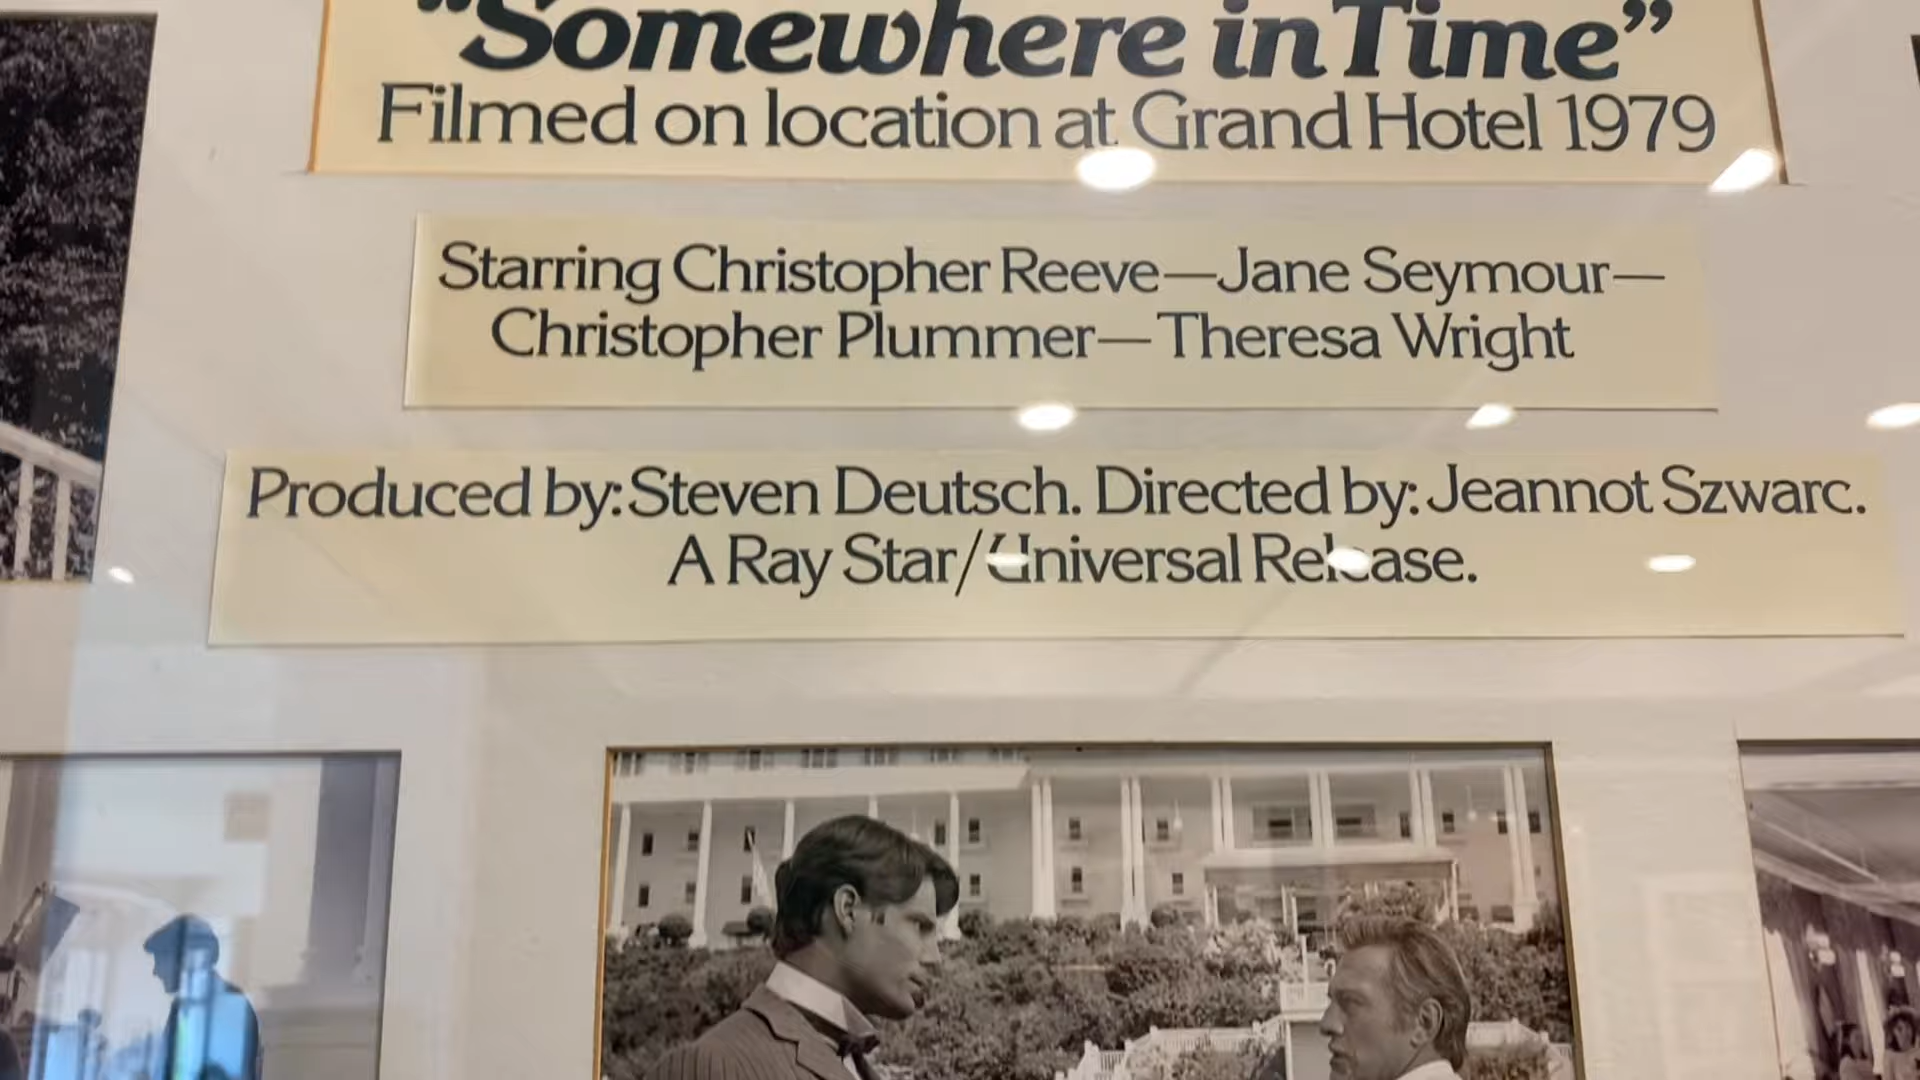 "Somewhere in Time"
Filmed on location at Grand Hotel 1979
Starring Christopher Reeve—Jane Seymour—
Christopher Plummer—Theresa Wright
Produced by: Steven Deutsch. Directed by: Jeannot Szwarc.
A Ray Star/Universal Release.